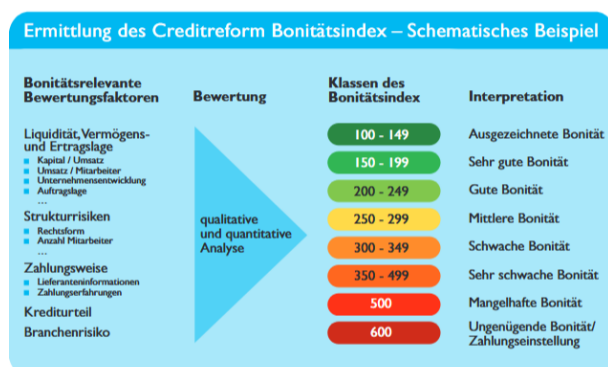 Ermittlung des Creditreform Bonitätsindex – Schematisches Beispiel
Bonitätsrelevante
Bewertungsfaktoren
Bewertung
Klassen des
Bonitätsindex
Interpretation
Liquidität, Vermögens-
und Ertragslage
Kapital / Umsatz
Umsatz / Mitarbeiter
Unternehmensentwicklung
Auftragslage
...
Strukturrisiken
Rechtsform
Anzahl Mitarbeiter
...
Zahlungsweise
Lieferanteninformationen
Zahlungserfahrungen
Krediturteil
Branchenrisiko
qualitative
und quantitative
Analyse
100 - 149 Ausgezeichnete Bonität
150 - 199 Sehr gute Bonität
200 - 249 Gute Bonität
250 - 299 Mittlere Bonität
300 - 349 Schwache Bonität
350 - 499 Sehr schwache Bonität
500 Mangelhafte Bonität
600 Ungenügende Bonität/
Zahlungseinstellung